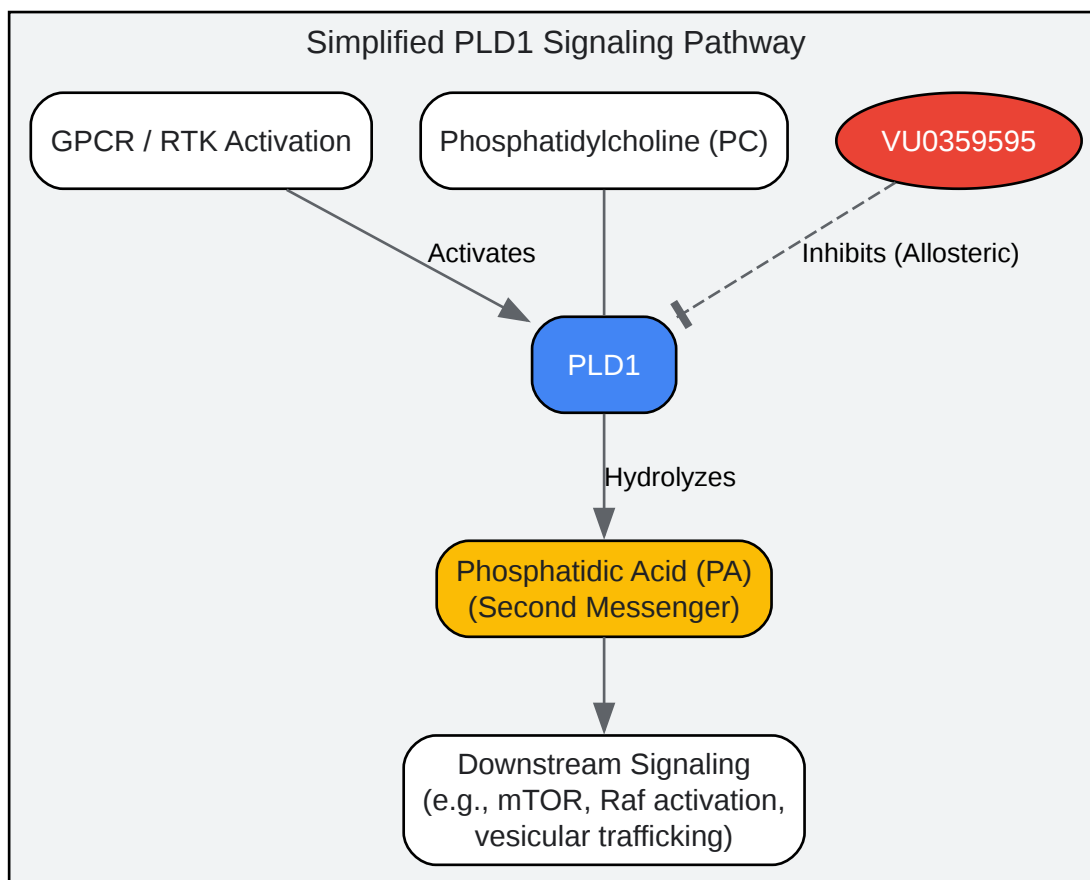 Simplified PLD1 Signaling Pathway
GPCR / RTK Activation
Phosphatidylcholine (PC)
VU0359595
Activates
Inhibits (Allosteric)
PLD1
Hydrolyzes
Phosphatidic Acid (PA)
(Second Messenger)
Downstream Signaling
(e.g., mTOR, Raf activation,
vesicular trafficking)